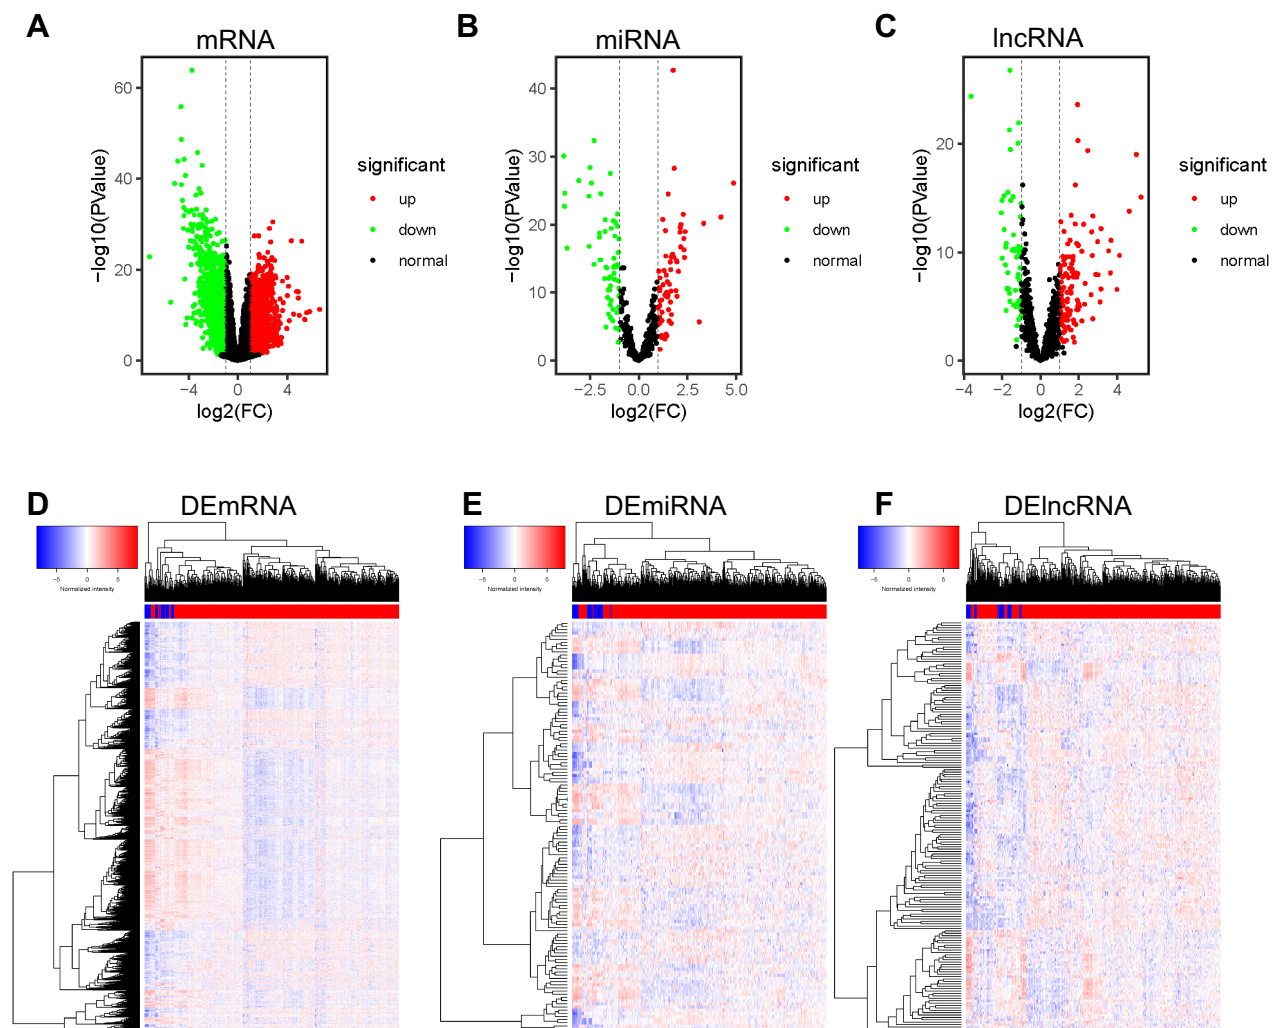 A
mRNA
−log10(PValue)
60
40
20
0
−4
0
4
log2(FC)
significant
up
down
normal
B
miRNA
−log10(PValue)
40
30
20
10
0
−2.5
0.0
2.5
5.0
log2(FC)
significant
up
down
normal
C
lncRNA
−log10(PValue)
20
10
0
−4
−2
0
2
4
log2(FC)
significant
up
down
normal
D
DEmRNA
−5
0
5
Normalized intensity
E
DEmiRNA
−5
0
5
Normalized intensity
F
DElncRNA
−5
0
5
Normalized intensity